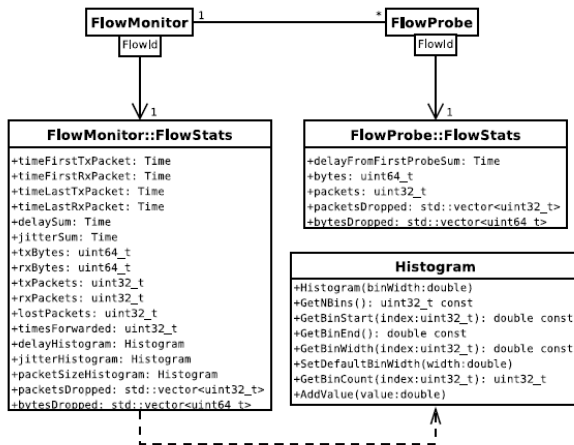 FlowMonitor
1
*
FlowProbe
FlowId
FlowId
1
1
FlowMonitor::FlowStats
+timeFirstTxPacket: Time
+timeFirstRxPacket: Time
+timeLastTxPacket: Time
+timeLastRxPacket: Time
+delaySum: Time
+jitterSum: Time
+txBytes: uint64_t
+rxBytes: uint64_t
+txPackets: uint32_t
+rxPackets: uint32_t
+lostPackets: uint32_t
+timesForwarded: uint32_t
+delayHistogram: Histogram
+jitterHistogram: Histogram
+packetSizeHistogram: Histogram
+packetsDropped: std::vector<uint32_t>
+bytesDropped: std::vector<uint64_t>
FlowProbe::FlowStats
+delayFromFirstProbeSum: Time
+bytes: uint64_t
+packets: uint32_t
+packetsDropped: std::vector<uint32_t>
+bytesDropped: std::vector<uint64_t>
Histogram
+Histogram(binWidth:double)
+GetNBins(): uint32_t const
+GetBinStart(index:uint32_t): double const
+GetBinEnd(): double const
+GetBinWidth(index:uint32_t): double const
+SetDefaultBinWidth(width:double)
+GetBinCount(index:uint32_t): uint32_t
+AddValue(value:double)